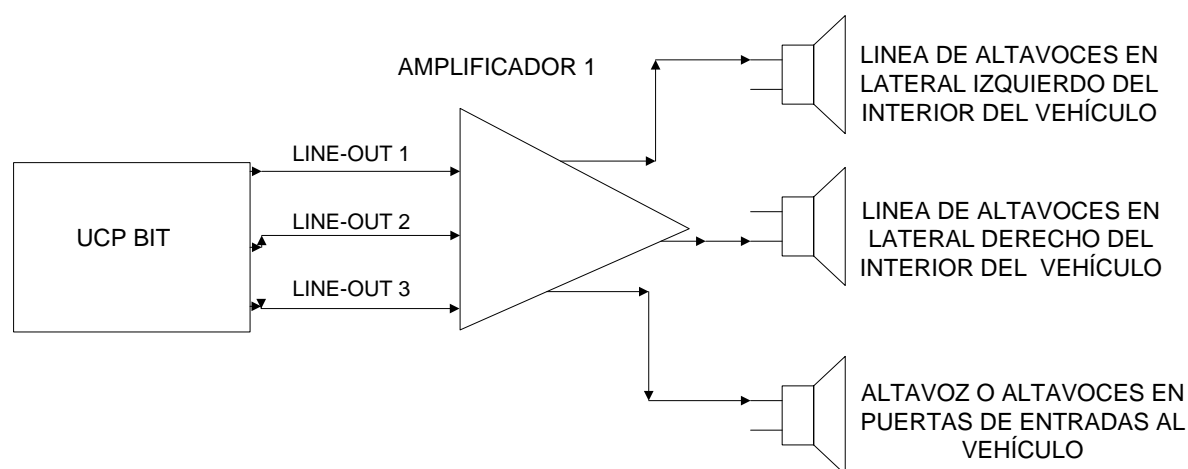 AMPLIFICADOR 1
LINEA DE ALTAVOCES EN
LATERAL IZQUIERDO DEL
INTERIOR DEL VEHÍCULO
UCP BIT
LINE-OUT 1
LINE-OUT 2
LINE-OUT 3
LINEA DE ALTAVOCES EN
LATERAL DERECHO DEL
INTERIOR DEL VEHÍCULO
ALTAVOZ O ALTAVOCES EN
PUERTAS DE ENTRADAS AL
VEHÍCULO